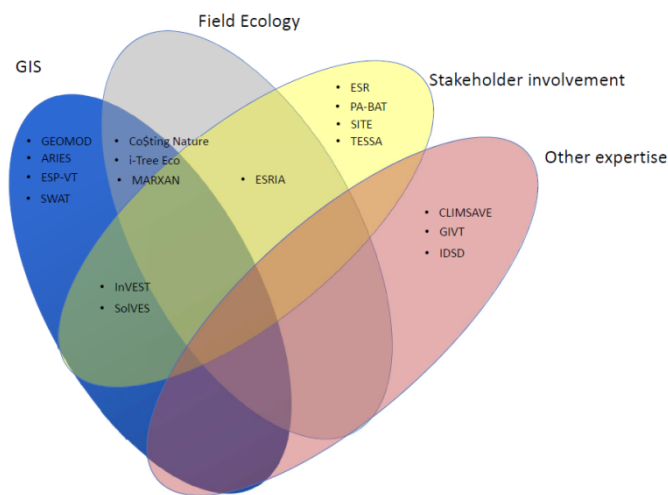 Field Ecology
GIS
Stakeholder involvement
Other expertise
• GEOMOD
• ARIES
• ESP-VT
• SWAT
• Co$ting Nature
• i-Tree Eco
• MARXAN
• ESRIA
• ESR
• PA-BAT
• SITE
• TESSA
• CLIMSAVE
• GIVT
• IDSD
• InVEST
• SolVES